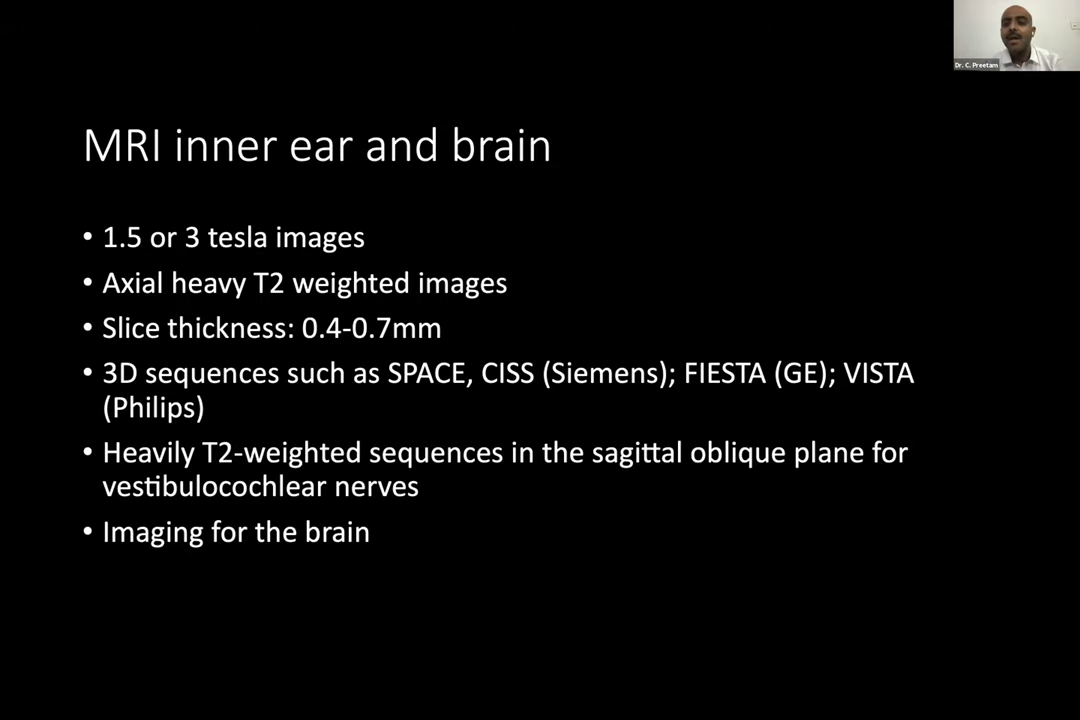 Dr. C. Preetam
MRI inner ear and brain
• 1.5 or 3 tesla images
• Axial heavy T2 weighted images
• Slice thickness: 0.4-0.7mm
• 3D sequences such as SPACE, CISS (Siemens); FIESTA (GE); VISTA
(Philips)
• Heavily T2-weighted sequences in the sagittal oblique plane for
vestibulocochlear nerves
• Imaging for the brain